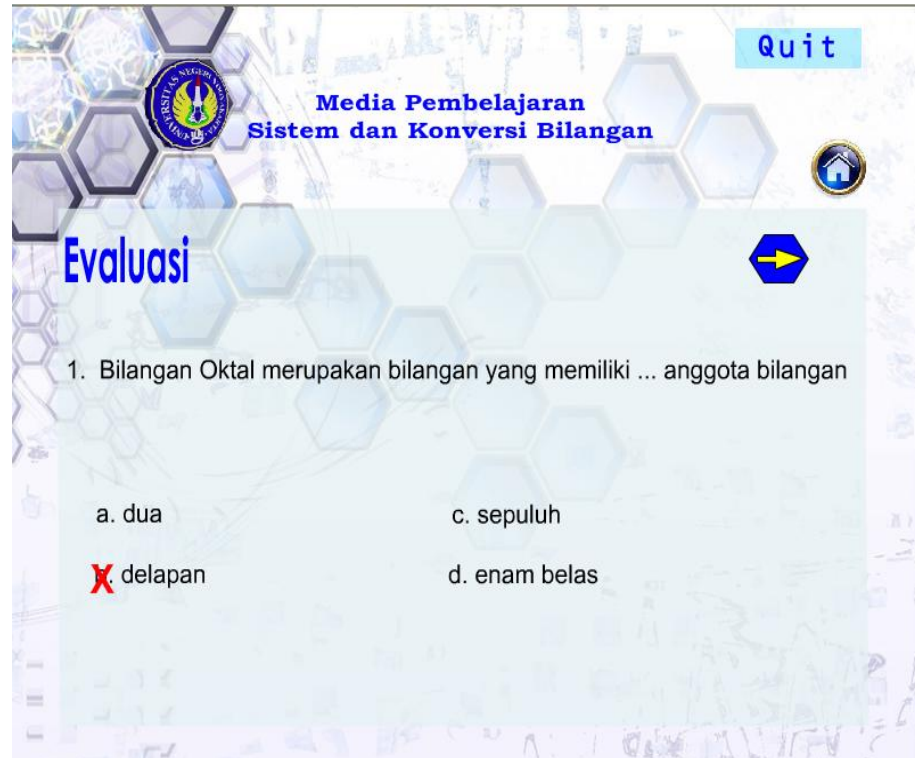 Quit
Media Pembelajaran
Sistem dan Konversi Bilangan
Evaluasi
1. Bilangan Oktal merupakan bilangan yang memiliki ... anggota bilangan
a. dua
c. sepuluh
X. delapan
d. enam belas